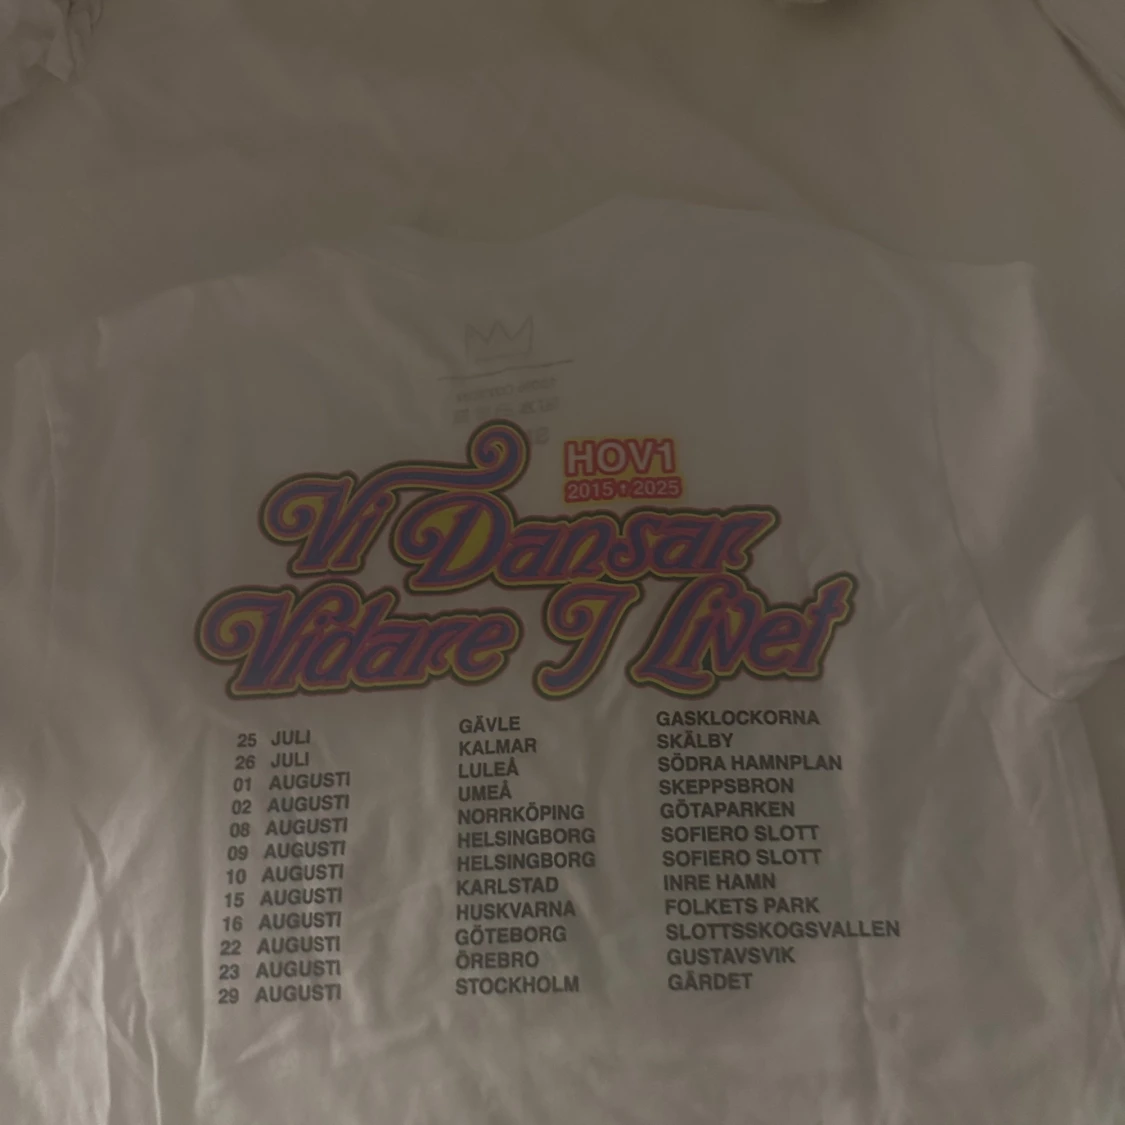 HOV1
2015 † 2025
Vi Dansar
Vidare I Livet
25 JULI GÄVLE GASKLOCKORNA
26 JULI KALMAR SKÄLBY
01 AUGUSTI LULEÅ SÖDRA HAMNPLAN
02 AUGUSTI UMEÅ SKEPPSBRON
08 AUGUSTI NORRKÖPING GÖTAPARKEN
09 AUGUSTI HELSINGBORG SOFIERO SLOTT
10 AUGUSTI HELSINGBORG SOFIERO SLOTT
15 AUGUSTI KARLSTAD INRE HAMN
16 AUGUSTI HUSKVARNA FOLKETS PARK
22 AUGUSTI GÖTEBORG SLOTTSSKOGSVALLEN
23 AUGUSTI ÖREBRO GUSTAVSVIK
29 AUGUSTI STOCKHOLM GÄRDET